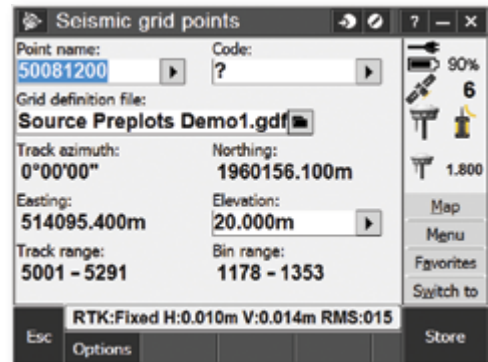 Seismic grid points
? — ×
Point name:
50081200
Code:
?
Grid definition file:
Source Preplots Demo1.gdf
Track azimuth:
0°00'00"
Northing:
1960156.100m
Easting:
514095.400m
Elevation:
20.000m
Track range:
5001 - 5291
Bin range:
1178 - 1353
RTK:Fixed H:0.010m V:0.014m RMS:015
Esc
Options
90%
6
1.800
Map
Menu
Favorites
Switch to
Store